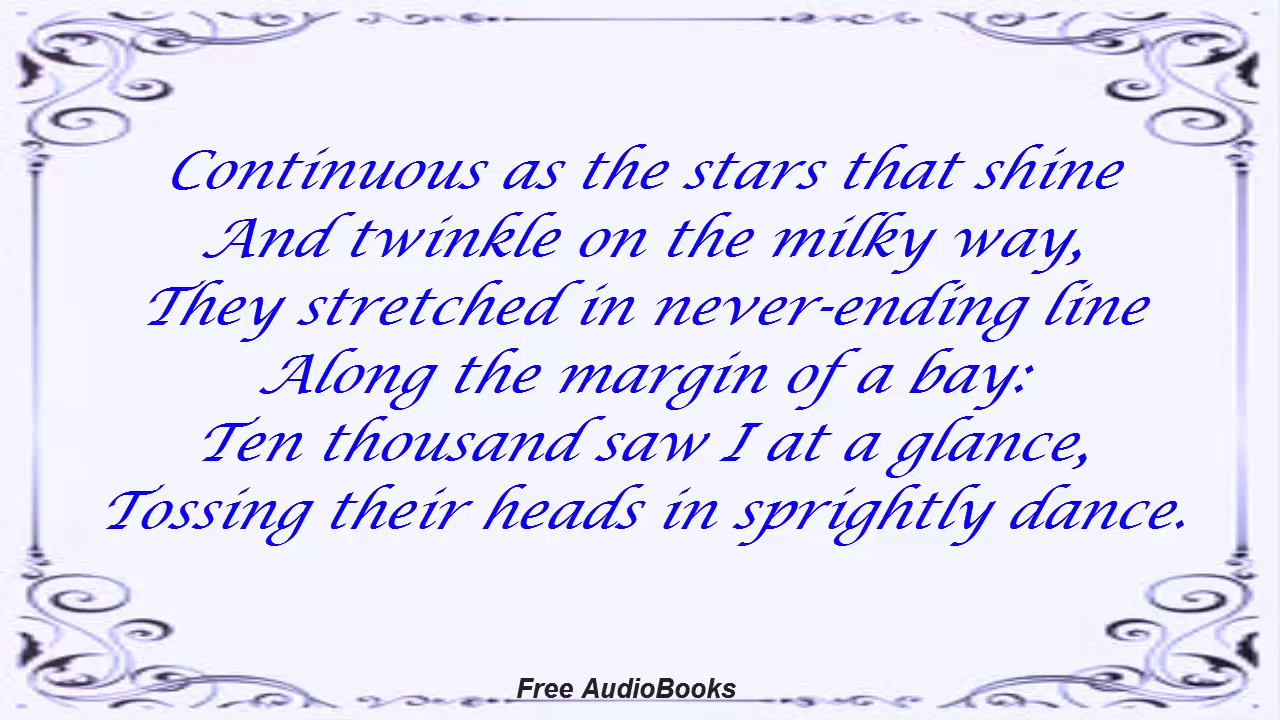 Continuous as the stars that shine
And twinkle on the milky way,
They stretched in never-ending line
Along the margin of a bay:
Ten thousand saw I at a glance,
Tossing their heads in sprightly dance.
Free AudioBooks